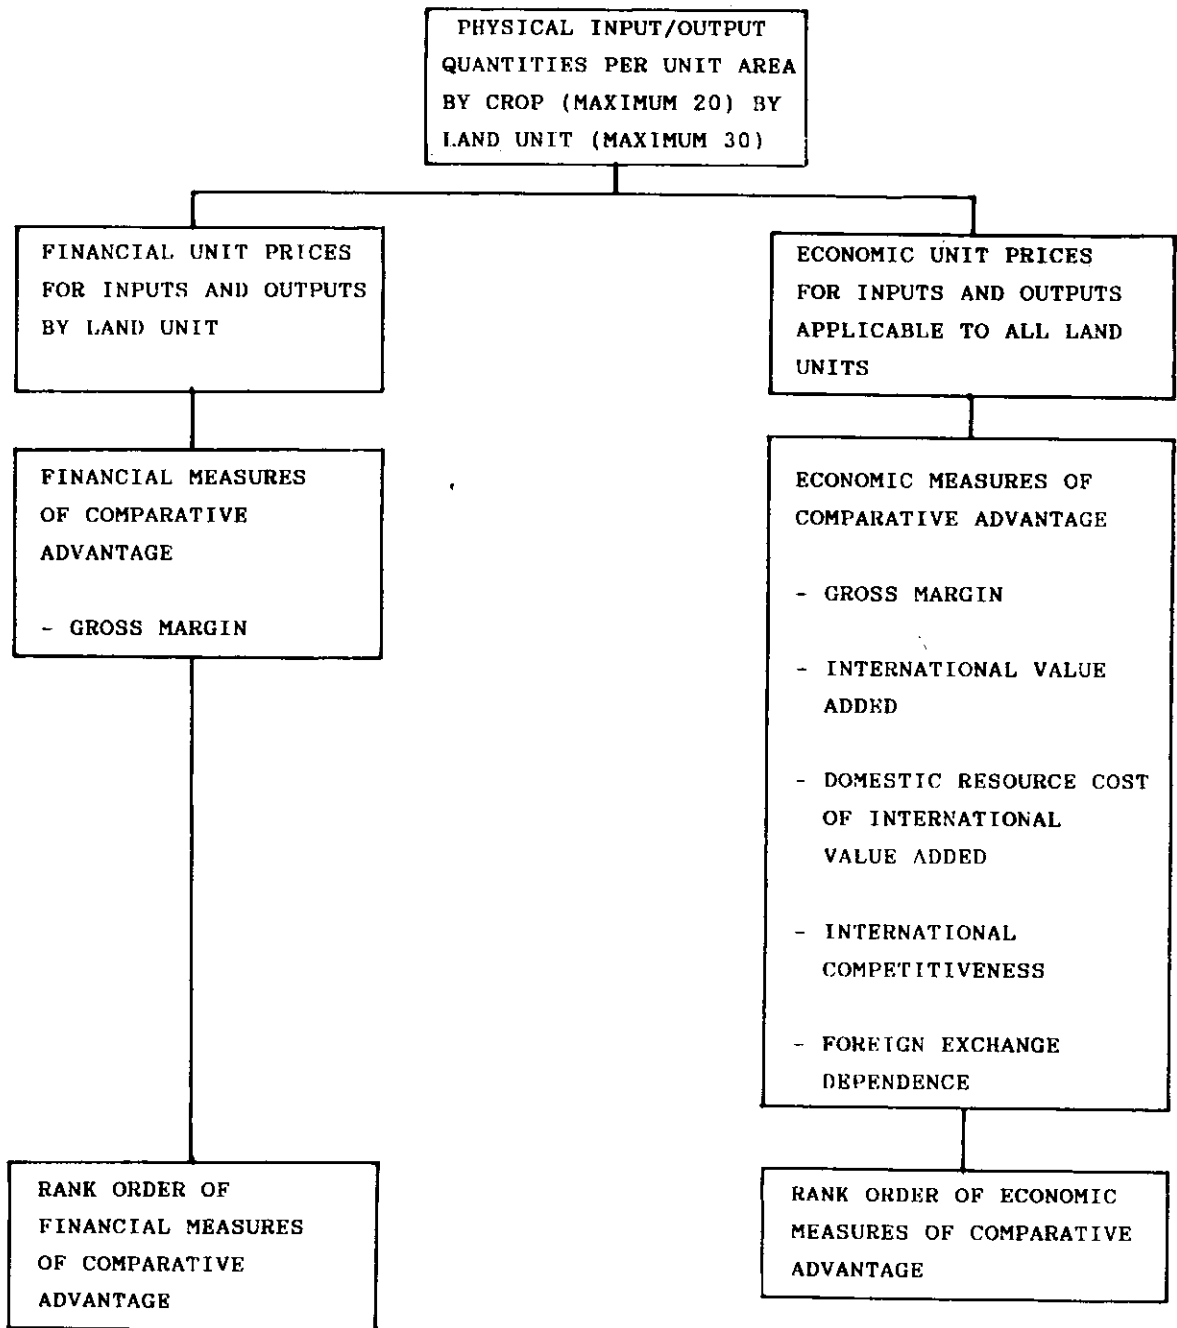 PHYSICAL INPUT/OUTPUT
QUANTITIES PER UNIT AREA
BY CROP (MAXIMUM 20) BY
LAND UNIT (MAXIMUM 30)
FINANCIAL UNIT PRICES
FOR INPUTS AND OUTPUTS
BY LAND UNIT
ECONOMIC UNIT PRICES
FOR INPUTS AND OUTPUTS
APPLICABLE TO ALL LAND
UNITS
FINANCIAL MEASURES
OF COMPARATIVE
ADVANTAGE
- GROSS MARGIN
ECONOMIC MEASURES OF
COMPARATIVE ADVANTAGE
- GROSS MARGIN
- INTERNATIONAL VALUE
ADDED
- DOMESTIC RESOURCE COST
OF INTERNATIONAL
VALUE ADDED
- INTERNATIONAL
COMPETITIVENESS
- FOREIGN EXCHANGE
DEPENDENCE
RANK ORDER OF
FINANCIAL MEASURES
OF COMPARATIVE
ADVANTAGE
RANK ORDER OF ECONOMIC
MEASURES OF COMPARATIVE
ADVANTAGE